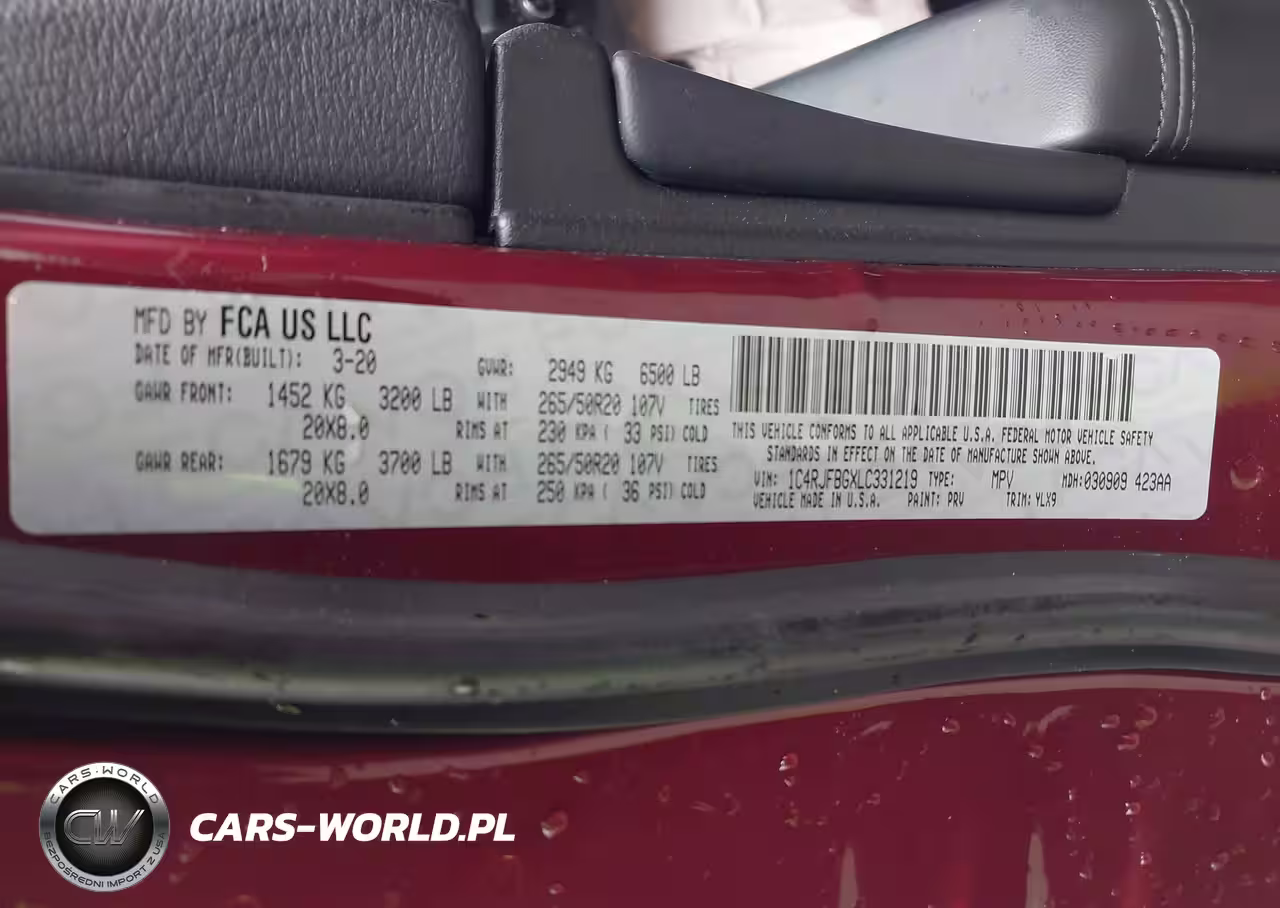 MFD BY FCA US LLC
DATE OF MFR(BUILT): 3-20 GVWR: 2949 KG 6500 LB
GAWR FRONT: 1452 KG 3200 LB WITH 265/50R20 107V TIRES
20X8.0 RIMS AT 230 KPA ( 33 PSI) COLD
GAWR REAR: 1679 KG 3700 LB WITH 265/50R20 107V TIRES
20X8.0 RIMS AT 250 KPA ( 36 PSI) COLD
THIS VEHICLE CONFORMS TO ALL APPLICABLE U.S.A. FEDERAL MOTOR VEHICLE SAFETY
STANDARDS IN EFFECT ON THE DATE OF MANUFACTURE SHOWN ABOVE.
VIN: 1C4RJFBGXLC331219 TYPE: MPV MDH:030909 423AA
VEHICLE MADE IN U.S.A. PAINT: PRV TRIM: YLX9
CARS-WORLD
CW
BEZPOŚREDNI IMPORT Z USA
CARS-WORLD.PL